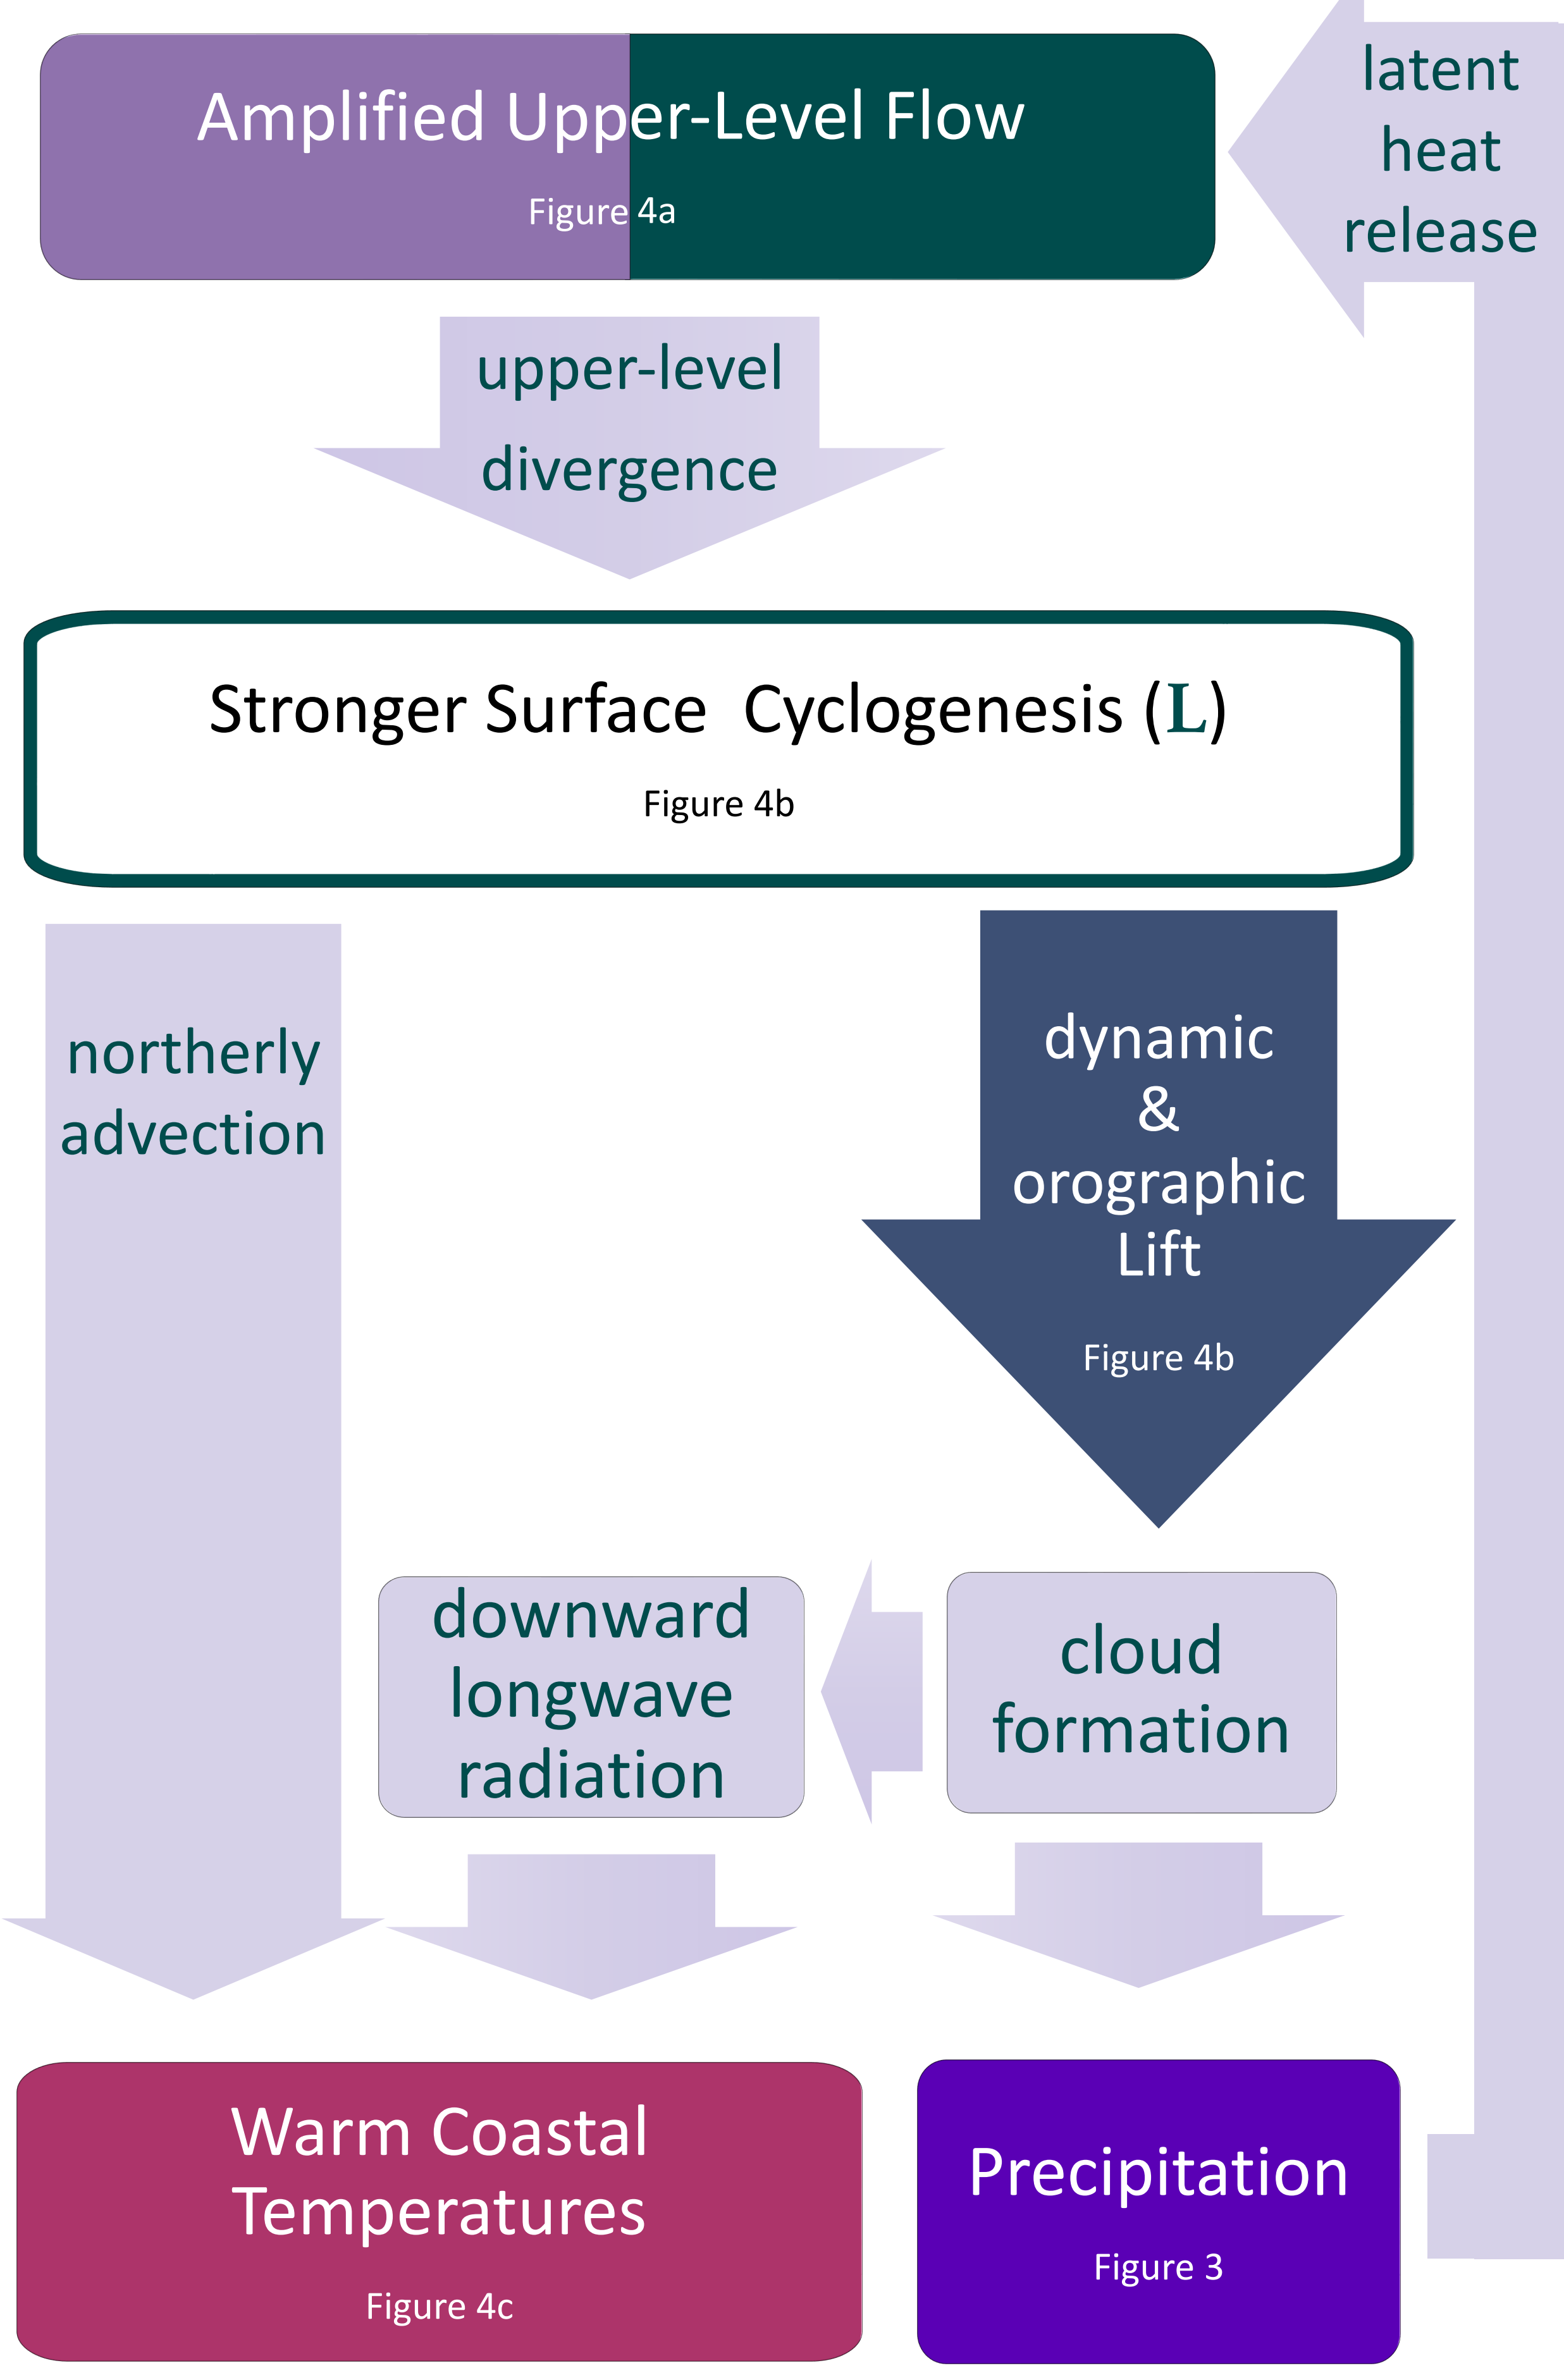 Amplified Upper-Level Flow
Figure 4a
latent
heat
release
upper-level
divergence
Stronger Surface  Cyclogenesis (L)
Figure 4b
northerly
advection
dynamic
&
orographic
Lift
Figure 4b
downward
longwave
radiation
cloud
formation
Warm Coastal
Temperatures
Figure 4c
Precipitation
Figure 3